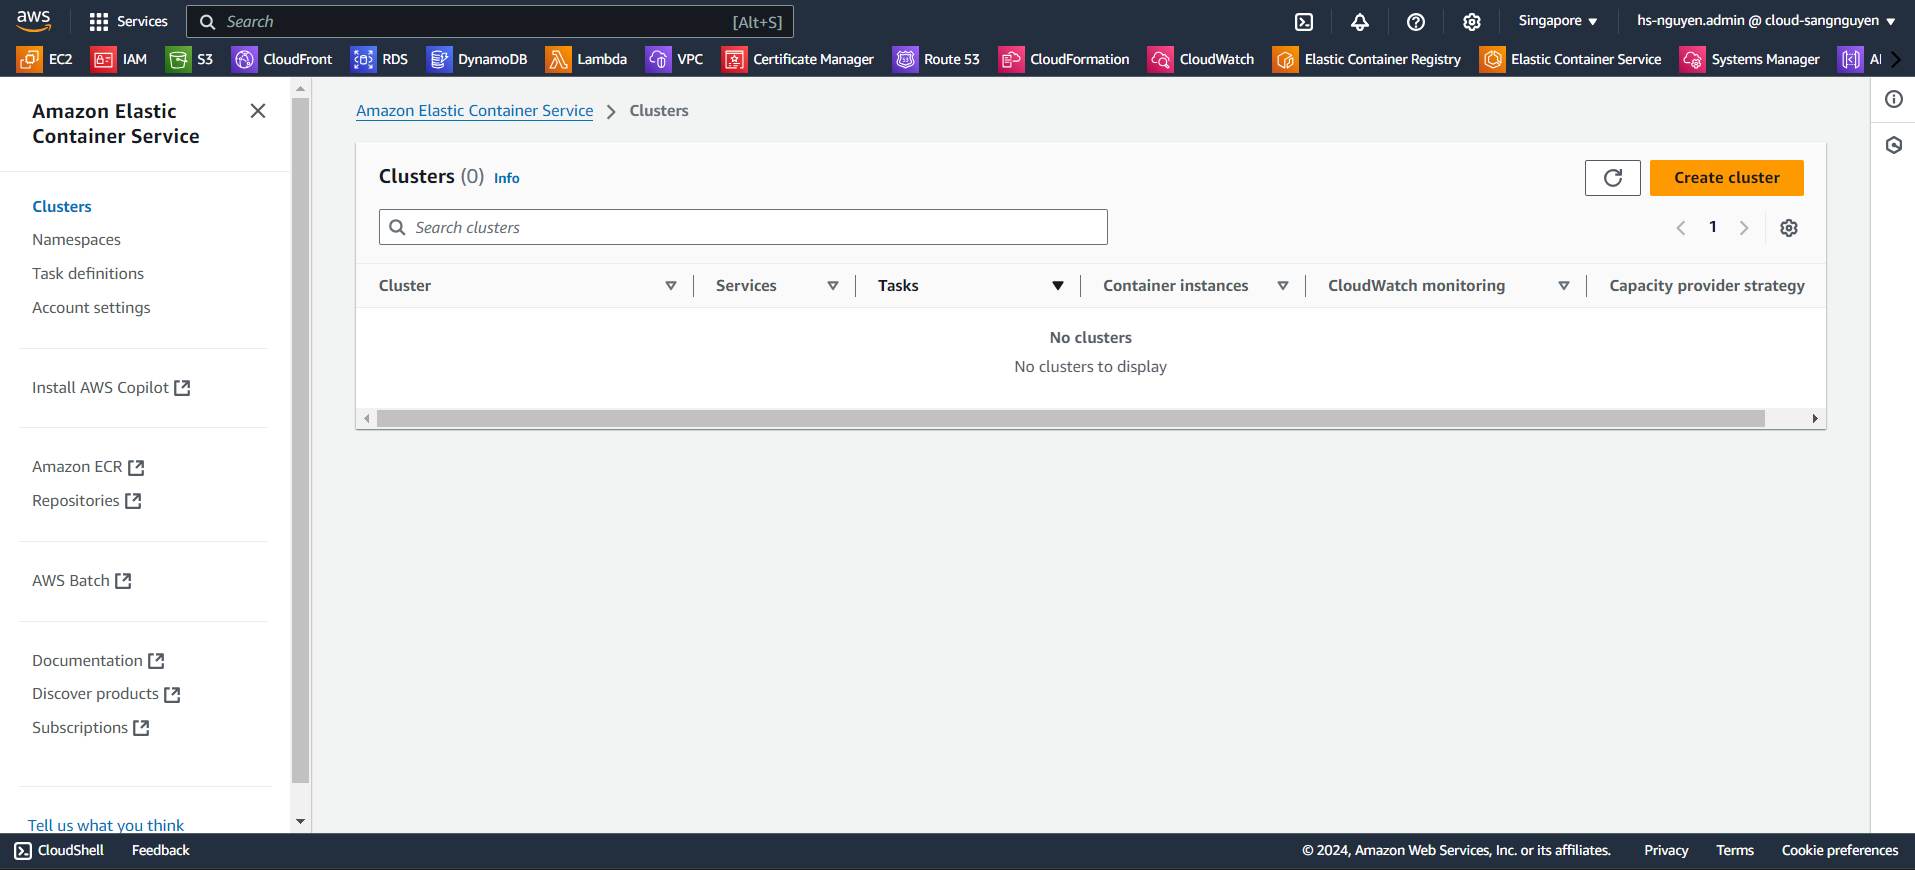 aws
Services
Search
[Alt+S]
Singapore
hs-nguyen.admin @ cloud-sangnguyen
EC2
IAM
S3
CloudFront
RDS
DynamoDB
Lambda
VPC
Certificate Manager
Route 53
CloudFormation
CloudWatch
Elastic Container Registry
Elastic Container Service
Systems Manager
Amazon Elastic
Container Service
Clusters
Namespaces
Task definitions
Account settings
Install AWS Copilot
Amazon ECR
Repositories
AWS Batch
Documentation
Discover products
Subscriptions
Tell us what you think
Amazon Elastic Container Service
Clusters
Clusters (0) Info
Create cluster
Search clusters
1
Cluster
Services
Tasks
Container instances
CloudWatch monitoring
Capacity provider strategy
No clusters
No clusters to display
CloudShell
Feedback
© 2024, Amazon Web Services, Inc. or its affiliates.
Privacy
Terms
Cookie preferences